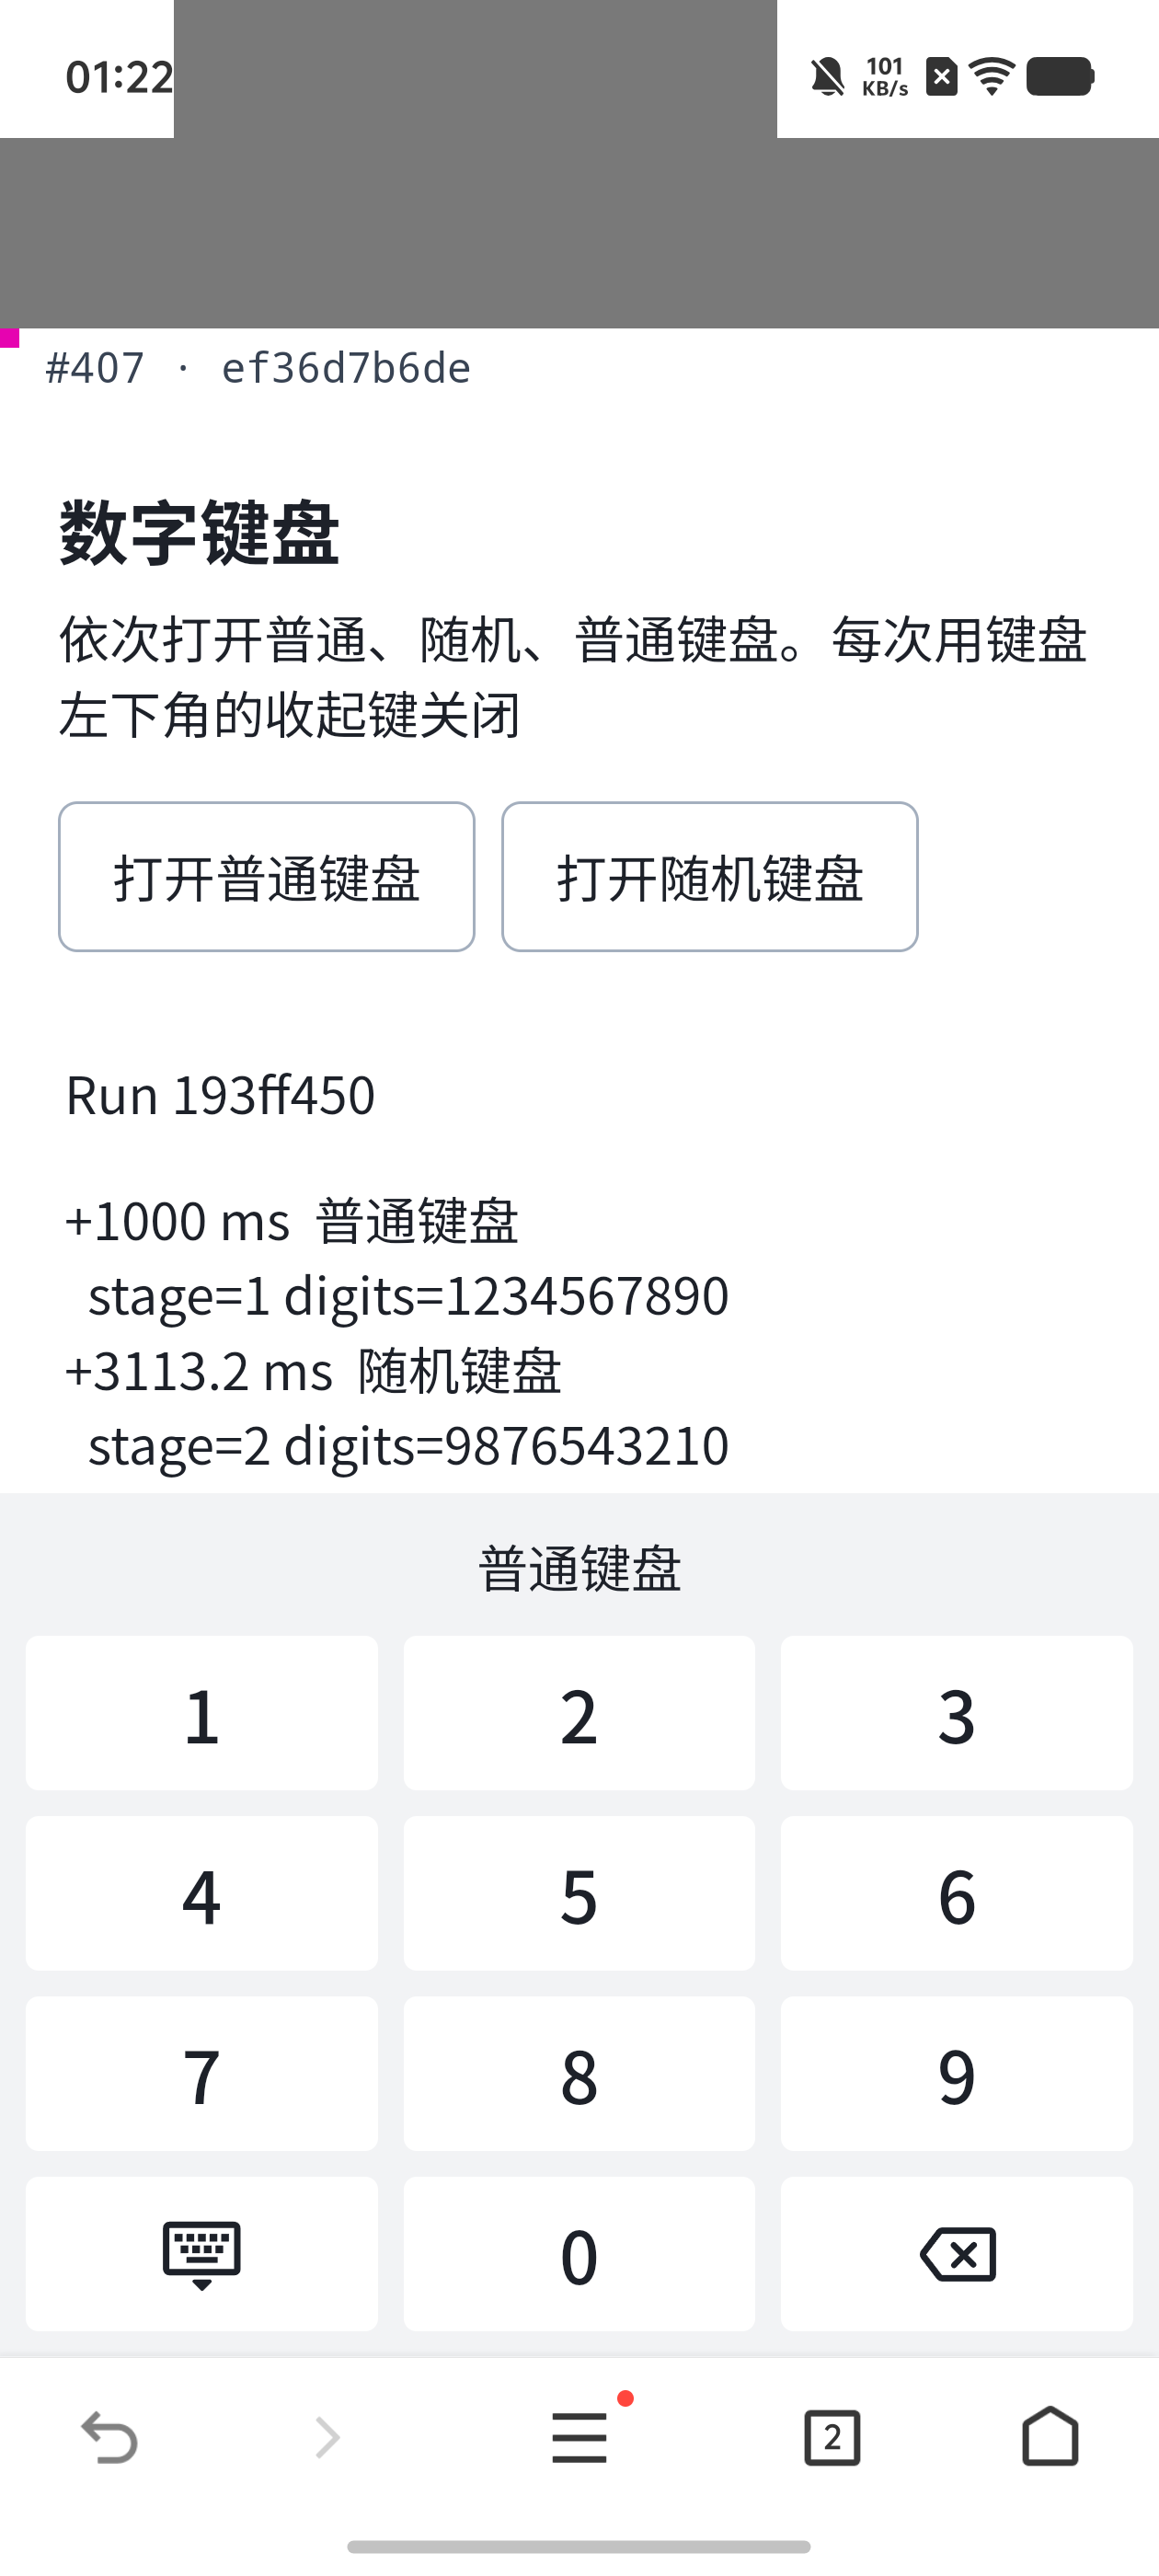 01:22
101
KB/s
#407 · ef36d7b6de
数字键盘
依次打开普通、随机、普通键盘。每次用键盘
左下角的收起键关闭
打开普通键盘 打开随机键盘
Run 193ff450
+1000 ms 普通键盘
stage=1 digits=1234567890
+3113.2 ms 随机键盘
stage=2 digits=9876543210
普通键盘
1 2 3
4 5 6
7 8 9
0
2